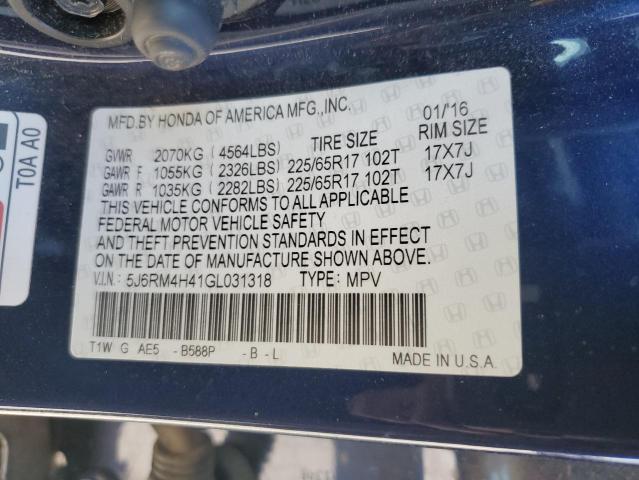 MFD.BY HONDA OF AMERICA MFG.,INC. 01/16
TIRE SIZE RIM SIZE
GVWR 2070KG ( 4564LBS)
GAWR F 1055KG ( 2326LBS) 225/65R17 102T 17X7J
GAWR R 1035KG ( 2282LBS) 225/65R17 102T 17X7J
THIS VEHICLE CONFORMS TO ALL APPLICABLE
FEDERAL MOTOR VEHICLE SAFETY
AND THEFT PREVENTION STANDARDS IN EFFECT
ON THE DATE OF MANUFACTURE SHOWN ABOVE.
V.I.N.: 5J6RM4H41GL031318 TYPE: MPV
T1W G AE5 -B588P -B-L
MADE IN U.S.A.
T0A A0